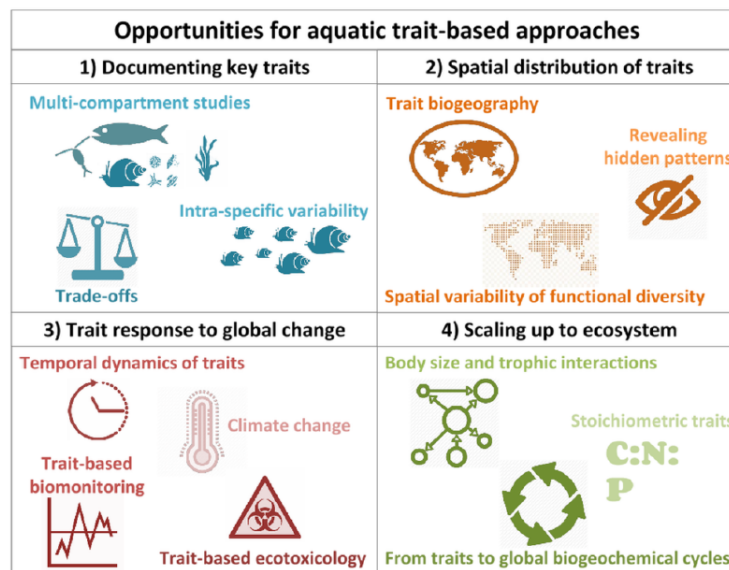 Opportunities for aquatic trait-based approaches
1) Documenting key traits
Multi-compartment studies
Intra-specific variability
Trade-offs
2) Spatial distribution of traits
Trait biogeography
Revealing
hidden patterns
Spatial variability of functional diversity
3) Trait response to global change
Temporal dynamics of traits
Climate change
Trait-based
biomonitoring
Trait-based ecotoxicology
4) Scaling up to ecosystem
Body size and trophic interactions
Stoichiometric traits
C:N:
P
From traits to global biogeochemical cycles